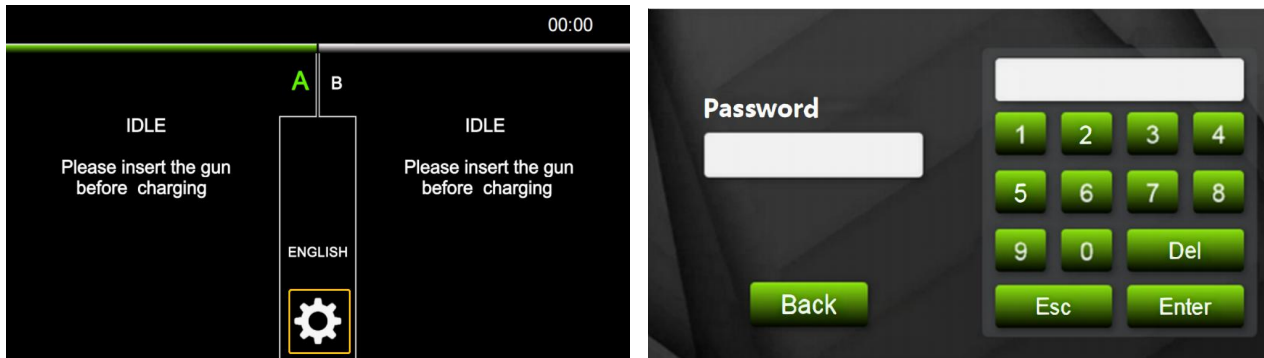 00:00
A B
IDLE
Please insert the gun
before charging
IDLE
Please insert the gun
before charging
ENGLISH
Password
Back
1 2 3 4
5 6 7 8
9 0 Del
Esc Enter